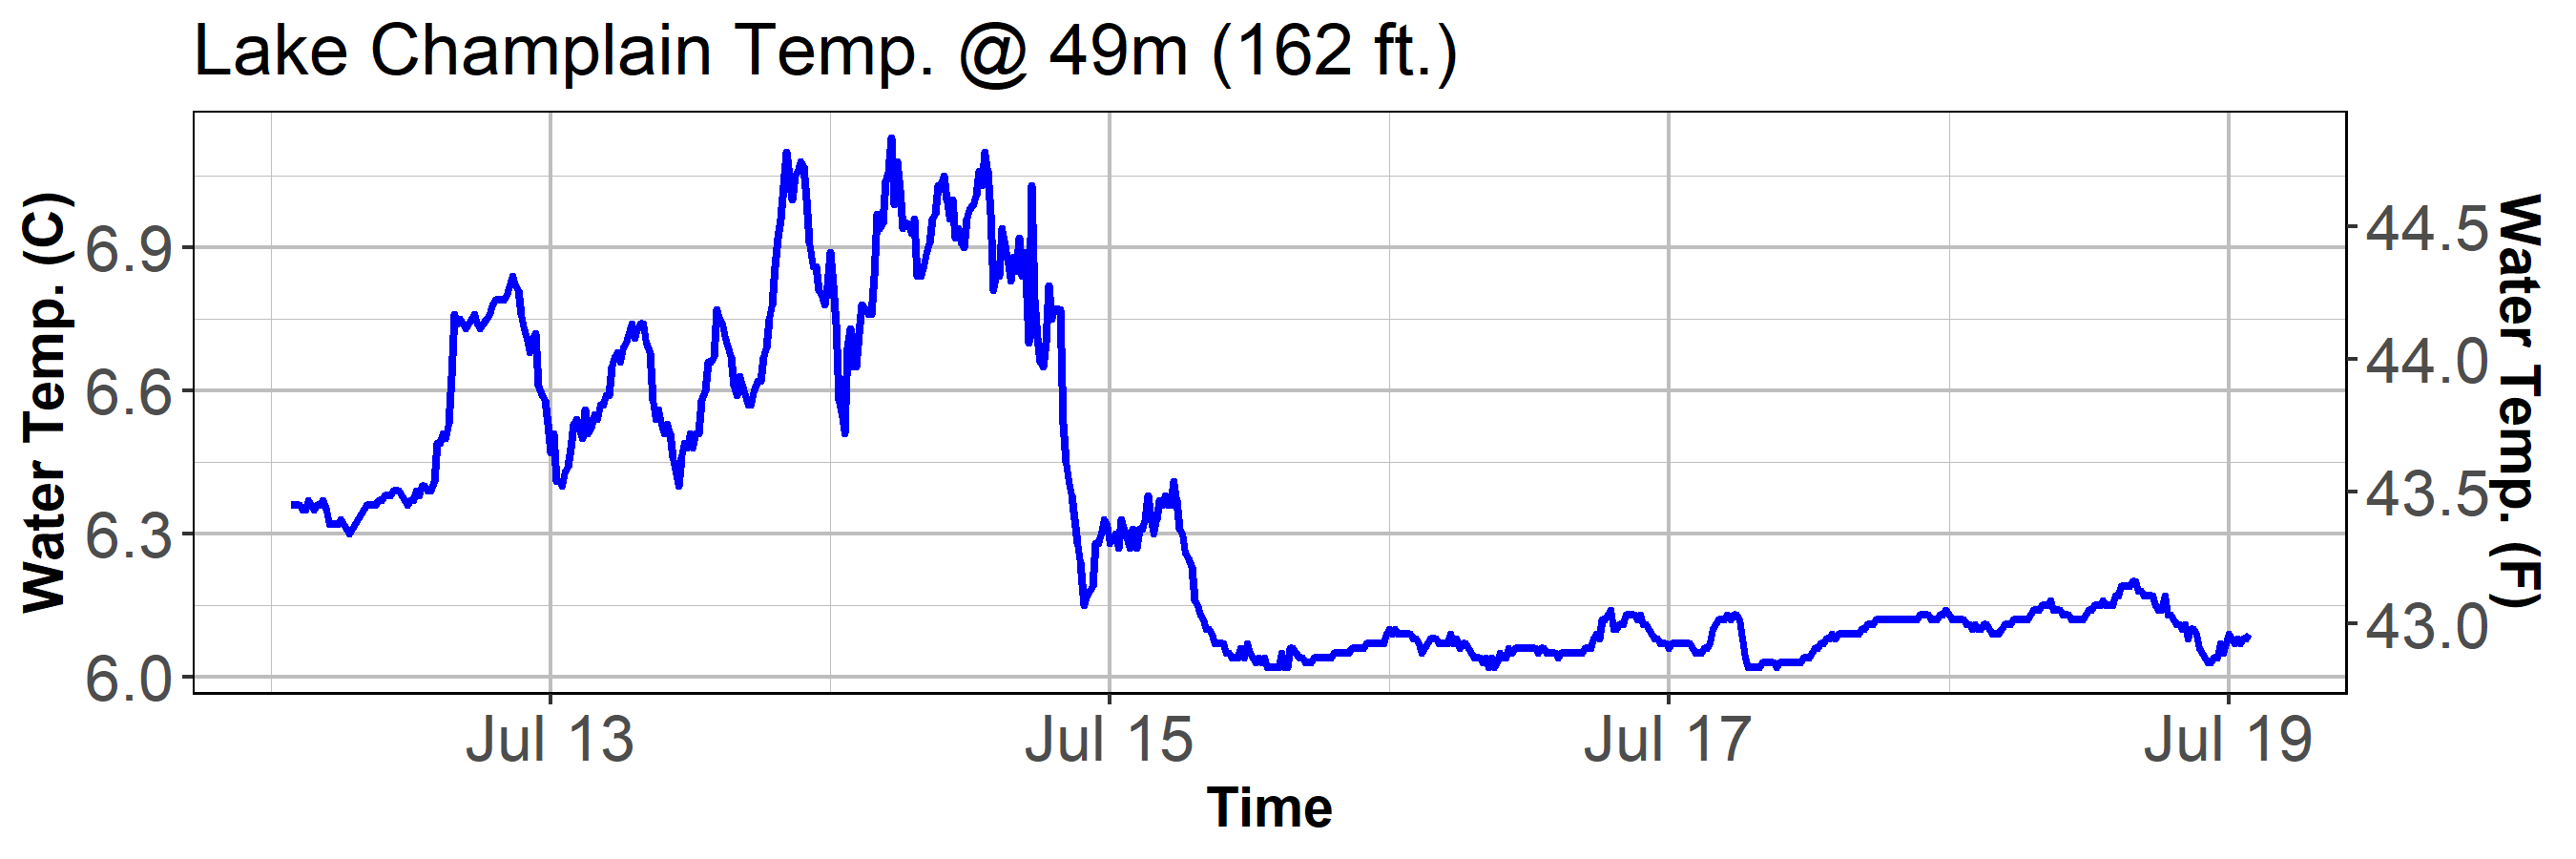 Lake Champlain Temp. @ 49m (162 ft.)
Water Temp. (C)
6.9
6.6
6.3
6.0
44.5
44.0
43.5
43.0
Water Temp. (F)
Jul 13
Jul 15
Jul 17
Jul 19
Time